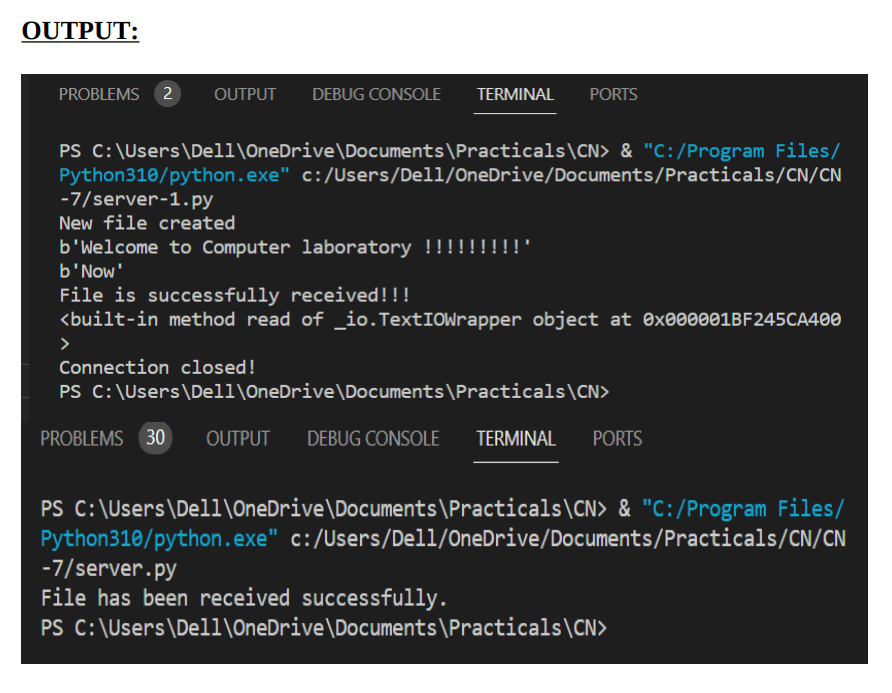 OUTPUT:
PROBLEMS 2 OUTPUT DEBUG CONSOLE TERMINAL PORTS
PS C:\Users\Dell\OneDrive\Documents\Practicals\CN> & "C:/Program Files/
Python310/python.exe" c:/Users/Dell/OneDrive/Documents/Practicals/CN/CN
-7/server-1.py
New file created
b'Welcome to Computer laboratory !!!!!!!!!'
b'Now'
File is successfully received!!!
<built-in method read of _io.TextIOWrapper object at 0x000001BF245CA400
>
Connection closed!
PS C:\Users\Dell\OneDrive\Documents\Practicals\CN>
PROBLEMS 30 OUTPUT DEBUG CONSOLE TERMINAL PORTS
PS C:\Users\Dell\OneDrive\Documents\Practicals\CN> & "C:/Program Files/
Python310/python.exe" c:/Users/Dell/OneDrive/Documents/Practicals/CN/CN
-7/server.py
File has been received successfully.
PS C:\Users\Dell\OneDrive\Documents\Practicals\CN>